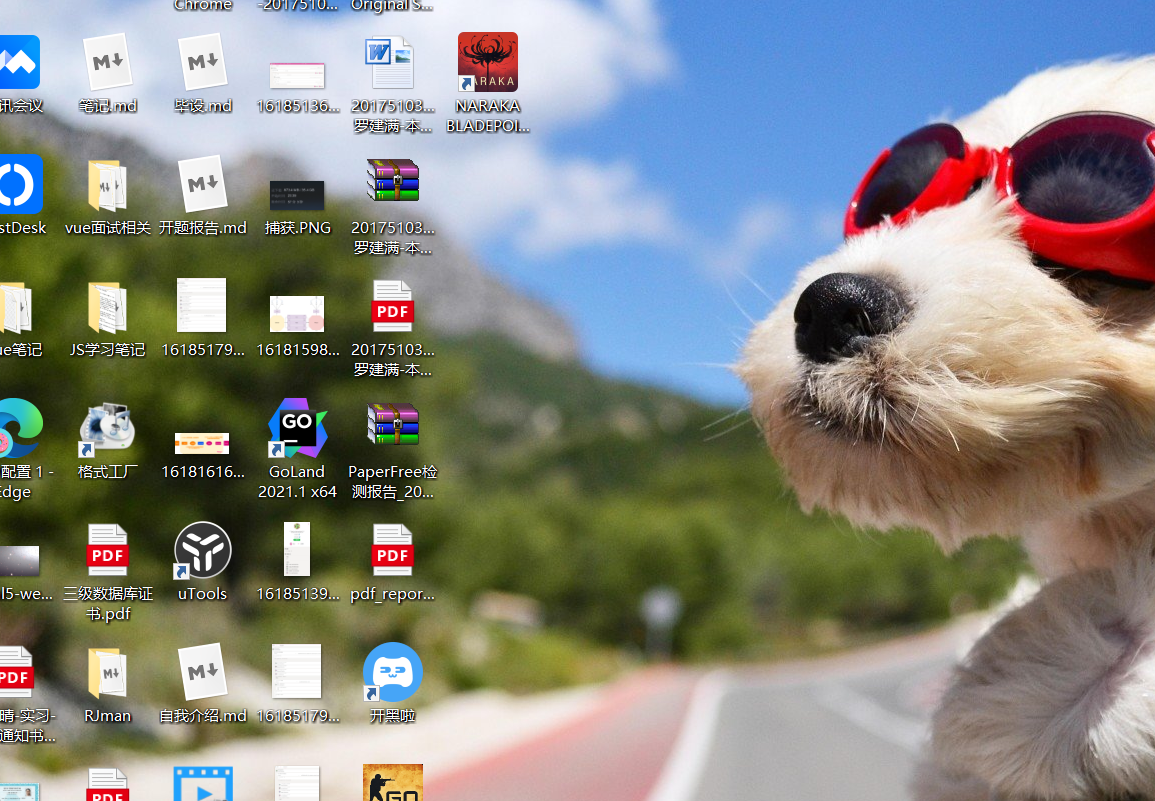 Chrome
-2017510...
Original S...
讯会议
笔记.md
毕设.md
16185136...
20175103...
罗建满-本...
NARAKA
NARAKA
BLADEPOI...
stDesk
vue面试相关
开题报告.md
捕获.PNG
20175103...
罗建满-本...
ue笔记
JS学习笔记
16185179...
16181598...
PDF
20175103...
罗建满-本...
配置 1 -
Edge
格式工厂
16181616...
GO
GoLand
2021.1 x64
PaperFree检
测报告_20...
l5-we...
PDF
三级数据库证
书.pdf
uTools
16185139...
PDF
pdf_repor...
PDF
晴-实习-
通知书...
RJman
自我介绍.md
16185179...
开黑啦
PDF
GO